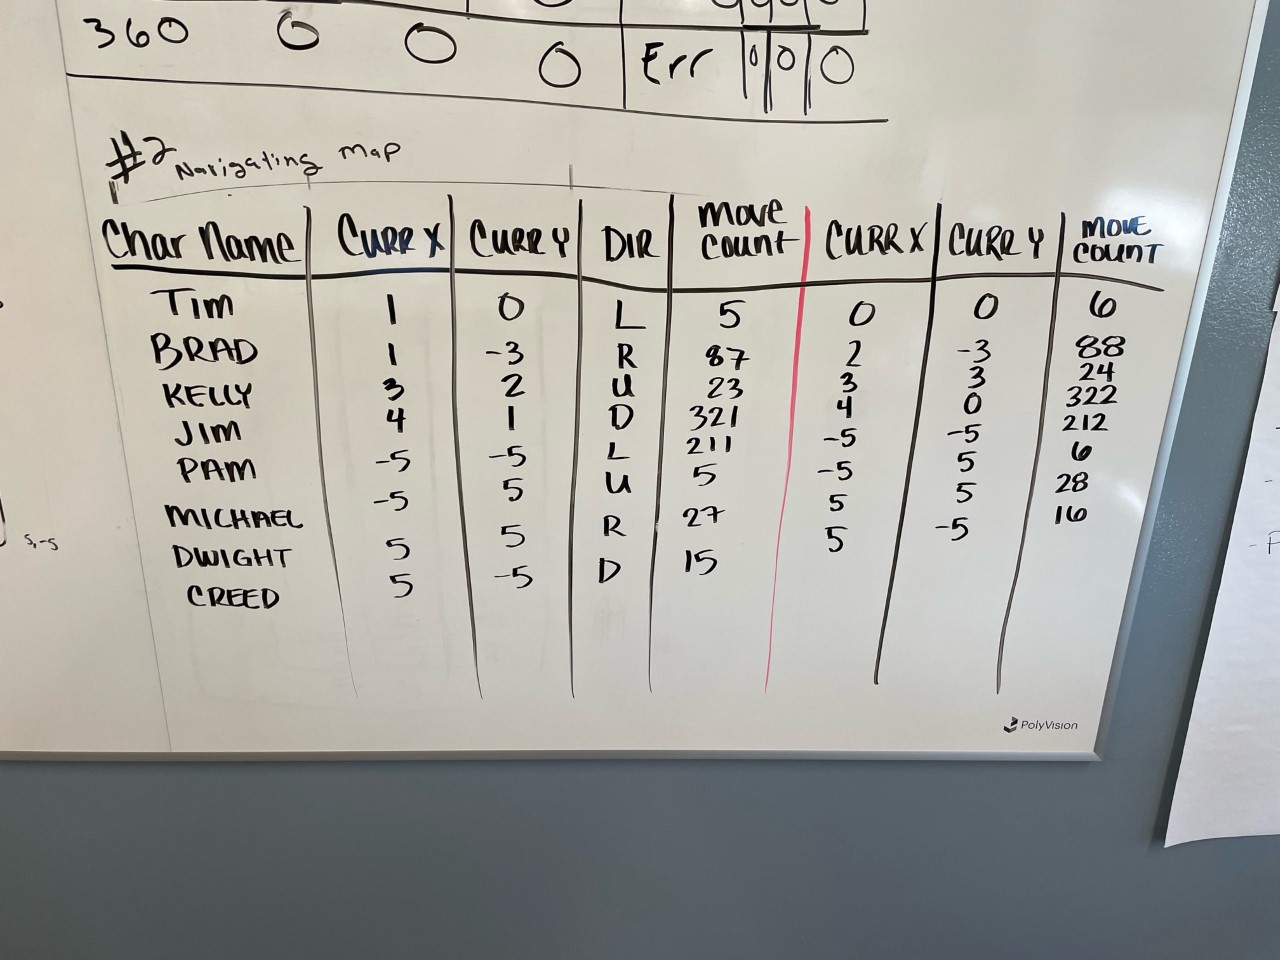 360 0 0 0 Err 0 0 0
#2 Navigating Map
Char Name CURR X CURR Y DIR Move Count CURR X CURR Y MOVE COUNT
Tim 1 0 L 5 0 0 6
BRAD 1 -3 R 87 2 -3 88
KELLY 3 2 U 23 3 3 24
JIM 4 1 D 321 4 0 322
PAM -5 -5 L 211 -5 -5 212
MICHAEL -5 5 U 5 -5 5 6
DWIGHT 5 5 R 27 5 5 28
CREED 5 -5 D 15 5 -5 16
5,-5
PolyVision